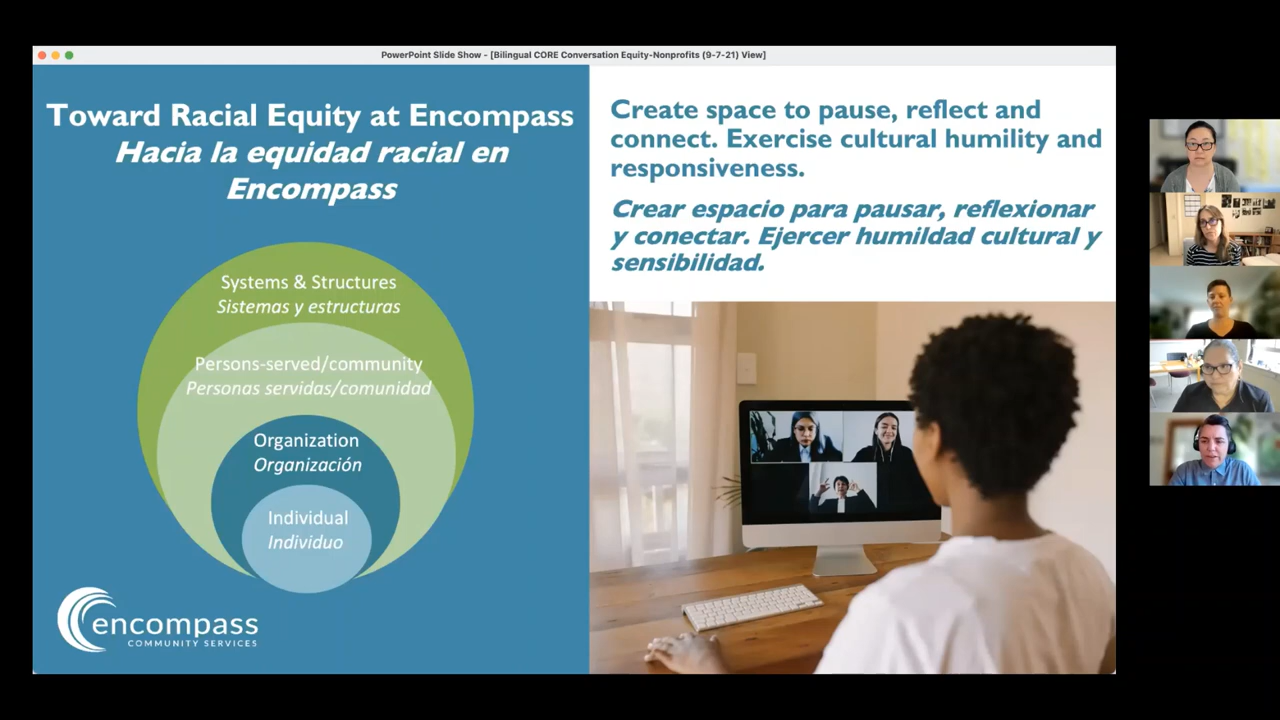 PowerPoint Slide Show - [Bilingual CORE Conversation Equity-Nonprofits (9-7-21) View]
Toward Racial Equity at Encompass
Hacia la equidad racial en
Encompass
Systems & Structures
Sistemas y estructuras
Persons-served/community
Personas servidas/comunidad
Organization
Organización
Individual
Individuo
encompass
COMMUNITY SERVICES
Create space to pause, reflect and
connect. Exercise cultural humility and
responsiveness.
Crear espacio para pausar, reflexionar
y conectar. Ejercer humildad cultural y
sensibilidad.